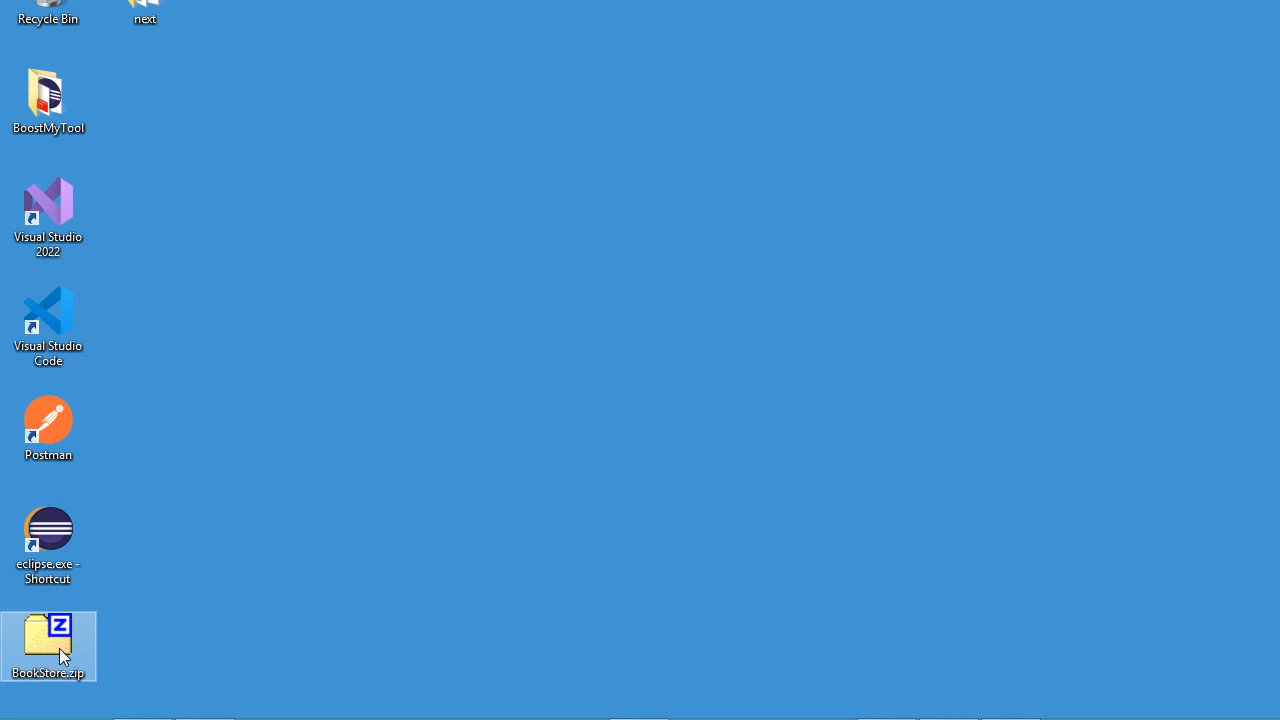 Recycle Bin
next
BoostMyTool
Visual Studio
2022
Visual Studio
Code
Postman
eclipse.exe -
Shortcut
Z
BookStore.zip